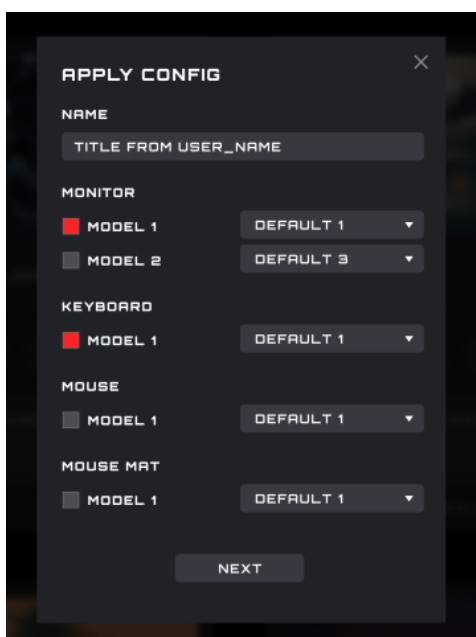 APPLY CONFIG
NAME
TITLE FROM USER_NAME
MONITOR
MODEL 1 DEFAULT 1
MODEL 2 DEFAULT 3
KEYBOARD
MODEL 1 DEFAULT 1
MOUSE
MODEL 1 DEFAULT 1
MOUSE MAT
MODEL 1 DEFAULT 1
NEXT